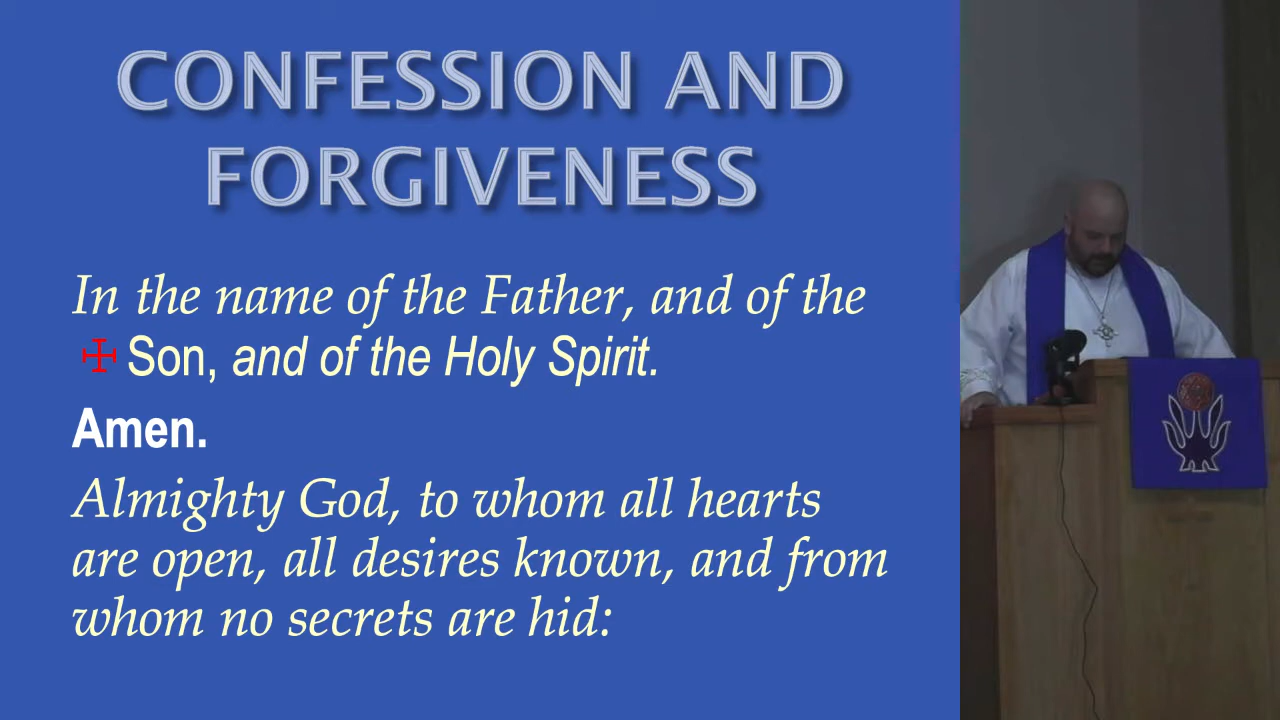 CONFESSION AND
FORGIVENESS
In the name of the Father, and of the
☩ Son, and of the Holy Spirit.
Amen.
Almighty God, to whom all hearts
are open, all desires known, and from
whom no secrets are hid: